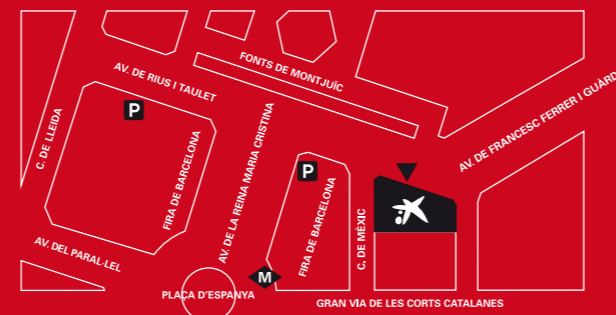 FONTS DE MONTJUÏC
AV. DE RIUS I TAULET
AV. DE FRANCESC FERRER I GUÀRD
P
C. DE LLEIDA
FIRA DE BARCELONA
AV. DE LA REINA MARIA CRISTINA
P
FIRA DE BARCELONA
C. DE MÈXIC
AV. DEL PARAL·LEL
M
PLAÇA D'ESPANYA
GRAN VIA DE LES CORTS CATALANES